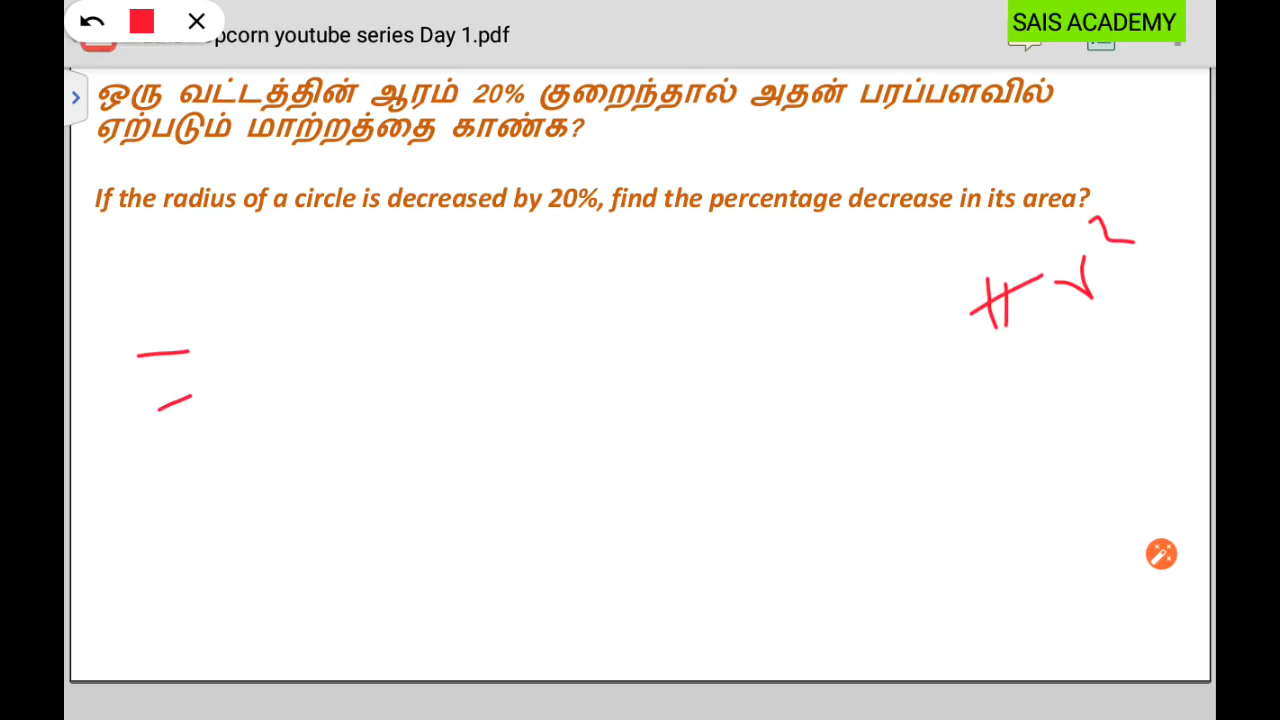 pcorn youtube series Day 1.pdf
SAIS ACADEMY
ஒரு வட்டத்தின் ஆரம் 20% குறைந்தால் அதன் பரப்பளவில்
ஏற்படும் மாற்றத்தை காண்க?
If the radius of a circle is decreased by 20%, find the percentage decrease in its area?
πr²